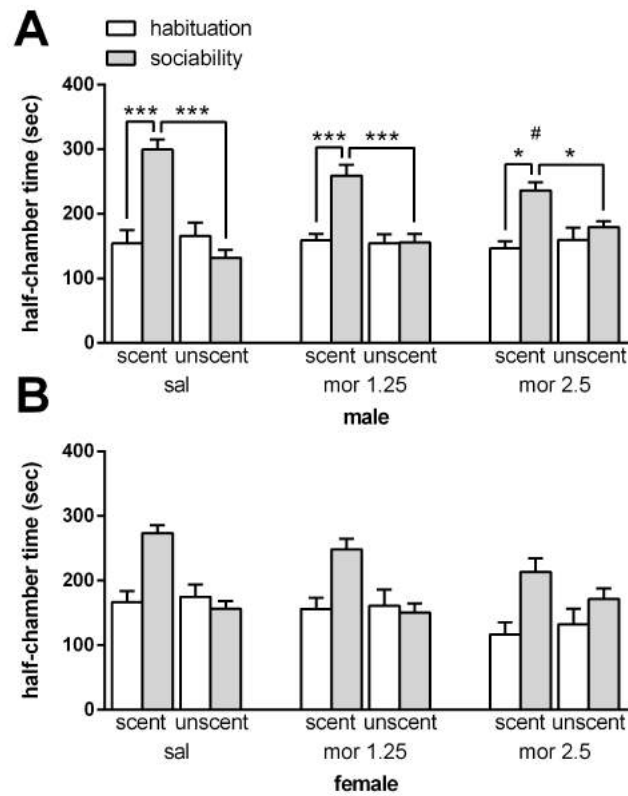 A
habituation
sociability
half-chamber time (sec)
400
300
200
100
0
*** ***
*** ***
#
* *
scent unscent scent unscent scent unscent
sal mor 1.25 mor 2.5
male
B
half-chamber time (sec)
400
300
200
100
0
scent unscent scent unscent scent unscent
sal mor 1.25 mor 2.5
female